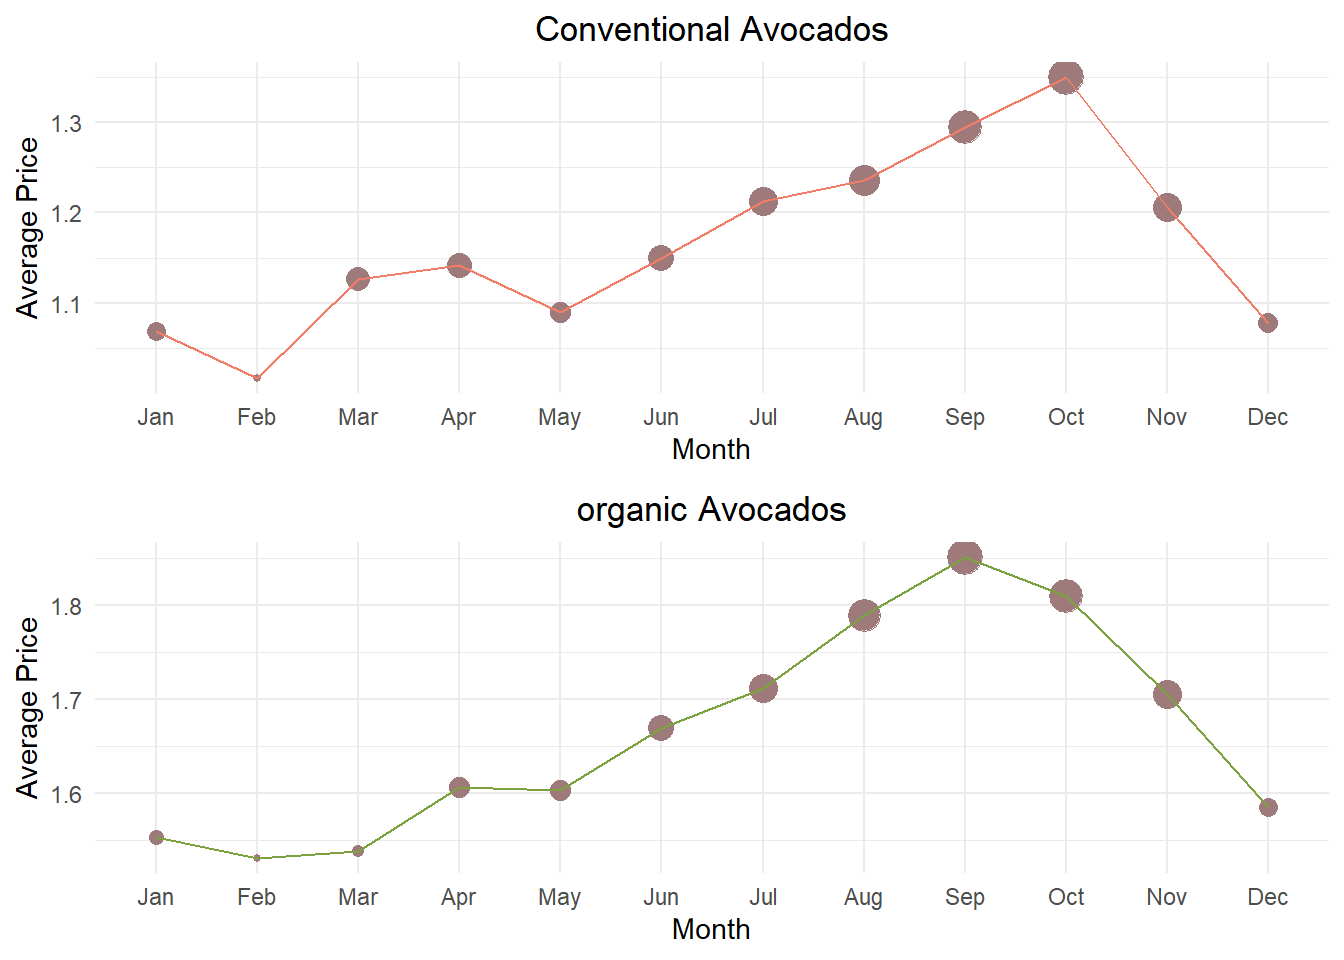 Conventional Avocados
Average Price
1.3
1.2
1.1
Jan Feb Mar Apr May Jun Jul Aug Sep Oct Nov Dec
Month
organic Avocados
Average Price
1.8
1.7
1.6
Jan Feb Mar Apr May Jun Jul Aug Sep Oct Nov Dec
Month